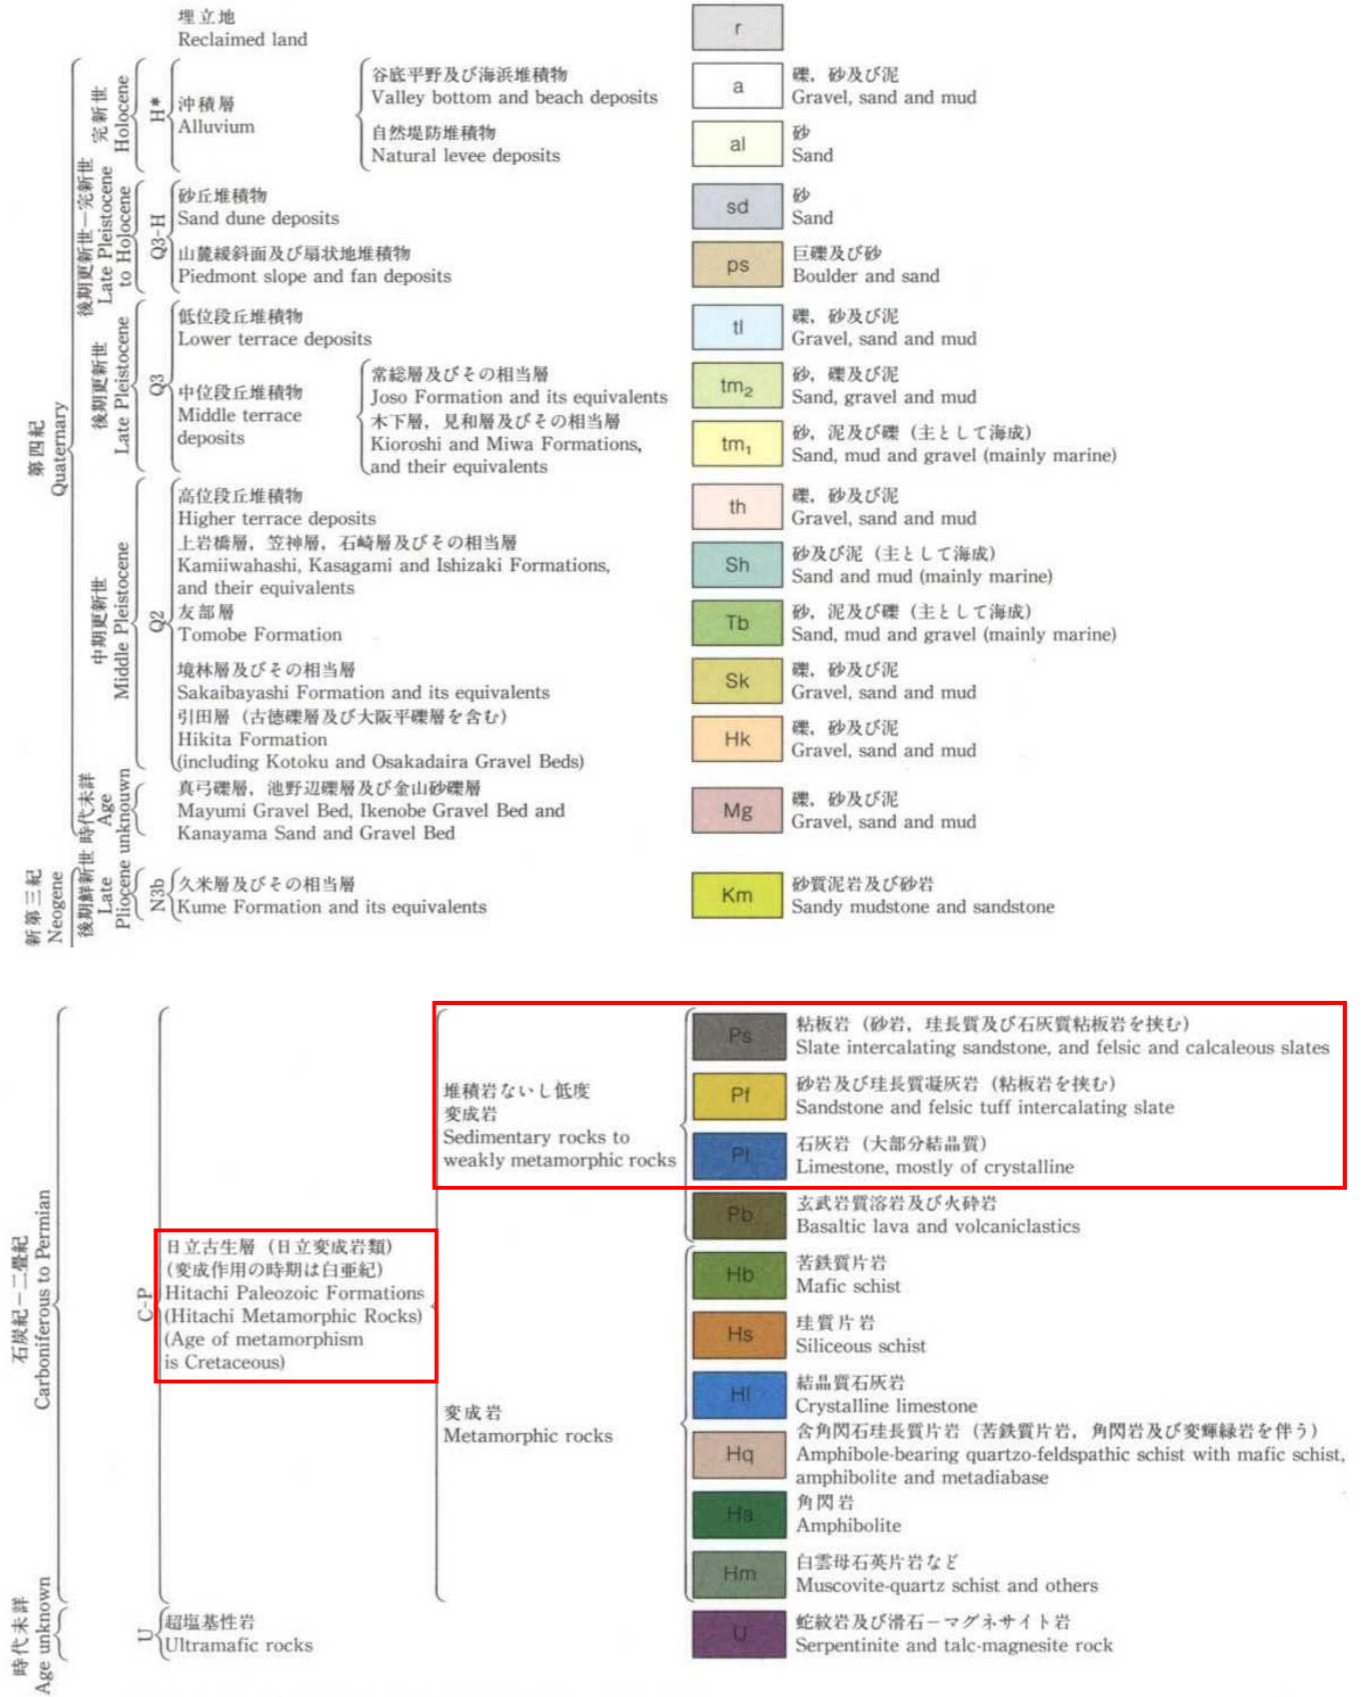 埋立地
Reclaimed land
r
第四紀
Quaternary
完新世
Holocene
H*
沖積層
Alluvium
谷底平野及び海浜堆積物
Valley bottom and beach deposits
a
礫，砂及び泥
Gravel, sand and mud
自然堤防堆積物
Natural levee deposits
al
砂
Sand
後期更新世－完新世
Late Pleistocene
to Holocene
Q3-H
砂丘堆積物
Sand dune deposits
sd
砂
Sand
山麓緩斜面及び扇状地堆積物
Piedmont slope and fan deposits
ps
巨礫及び砂
Boulder and sand
後期更新世
Late Pleistocene
Q3
低位段丘堆積物
Lower terrace deposits
tl
礫，砂及び泥
Gravel, sand and mud
中位段丘堆積物
Middle terrace
deposits
常総層及びその相当層
Joso Formation and its equivalents
tm2
砂，礫及び泥
Sand, gravel and mud
木下層，見和層及びその相当層
Kioroshi and Miwa Formations,
and their equivalents
tm1
砂，泥及び礫（主として海成）
Sand, mud and gravel (mainly marine)
中期更新世
Middle Pleistocene
Q2
高位段丘堆積物
Higher terrace deposits
th
礫，砂及び泥
Gravel, sand and mud
上岩橋層，笠神層，石崎層及びその相当層
Kamiiwahashi, Kasagami and Ishizaki Formations,
and their equivalents
Sh
砂及び泥（主として海成）
Sand and mud (mainly marine)
友部層
Tomobe Formation
Tb
砂，泥及び礫（主として海成）
Sand, mud and gravel (mainly marine)
境林層及びその相当層
Sakaibayashi Formation and its equivalents
Sk
礫，砂及び泥
Gravel, sand and mud
引田層（古徳礫層及び大阪平礫層を含む）
Hikita Formation
(including Kotoku and Osakadaira Gravel Beds)
Hk
礫，砂及び泥
Gravel, sand and mud
時代未詳
Age
unknouwn
真弓礫層，池野辺礫層及び金山砂礫層
Mayumi Gravel Bed, Ikenobe Gravel Bed and
Kanayama Sand and Gravel Bed
Mg
礫，砂及び泥
Gravel, sand and mud
新第三紀
Neogene
後期鮮新世
Late
Pliocene
N3b
久米層及びその相当層
Kume Formation and its equivalents
Km
砂質泥岩及び砂岩
Sandy mudstone and sandstone
石炭紀－二畳紀
Carboniferous to Permian
C-P
日立古生層（日立変成岩類）
（変成作用の時期は白亜紀）
Hitachi Paleozoic Formations
(Hitachi Metamorphic Rocks)
(Age of metamorphism
is Cretaceous)
堆積岩ないし低度
変成岩
Sedimentary rocks to
weakly metamorphic rocks
Ps
粘板岩（砂岩，珪長質及び石灰質粘板岩を挟む）
Slate intercalating sandstone, and felsic and calcaleous slates
Pf
砂岩及び珪長質凝灰岩（粘板岩を挟む）
Sandstone and felsic tuff intercalating slate
Pl
石灰岩（大部分結晶質）
Limestone, mostly of crystalline
Pb
玄武岩質溶岩及び火砕岩
Basaltic lava and volcaniclastics
変成岩
Metamorphic rocks
Hb
苦鉄質片岩
Mafic schist
Hs
珪質片岩
Siliceous schist
Hl
結晶質石灰岩
Crystalline limestone
Hq
含角閃石珪長質片岩（苦鉄質片岩，角閃岩及び変輝緑岩を伴う）
Amphibole-bearing quartzo-feldspathic schist with mafic schist,
amphibolite and metadiabase
Ha
角閃岩
Amphibolite
Hm
白雲母石英片岩など
Muscovite-quartz schist and others
時代未詳
Age unknown
U
超塩基性岩
Ultramafic rocks
U
蛇紋岩及び滑石－マグネサイト岩
Serpentinite and talc-magnesite rock